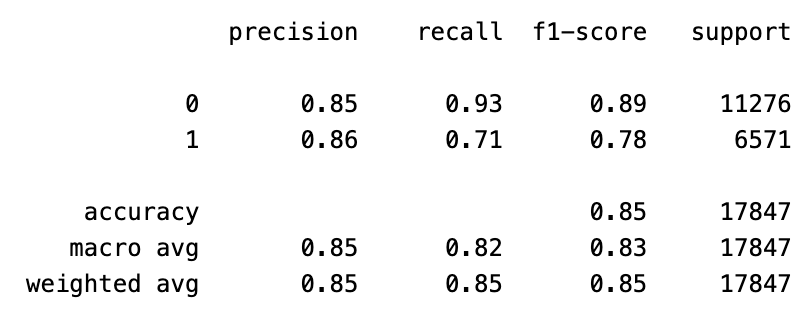 precision recall f1-score support
0 0.85 0.93 0.89 11276
1 0.86 0.71 0.78 6571
accuracy 0.85 17847
macro avg 0.85 0.82 0.83 17847
weighted avg 0.85 0.85 0.85 17847